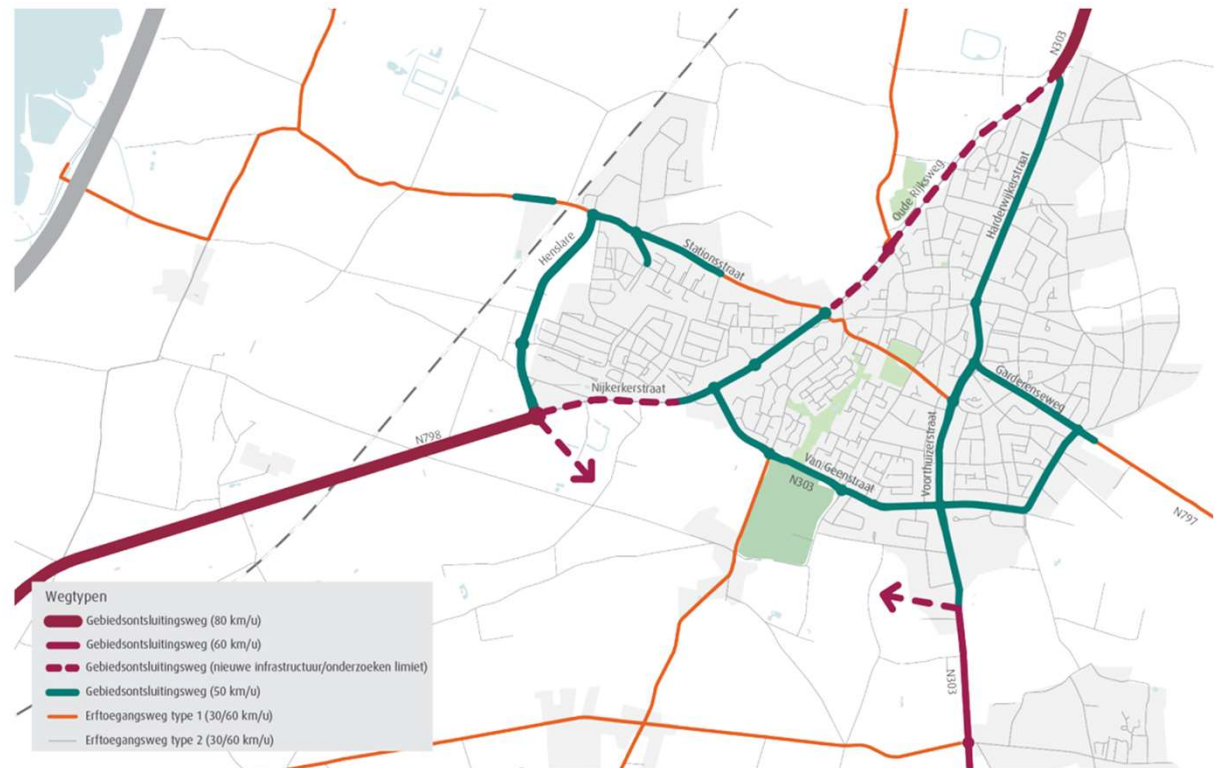 N303
Oude Rijksweg
Harderwijkerstraat
Henslare
Stationsstraat
Nijkerkerstraat
Garderenseweg
N798
Voorthuizerstraat
Van Geenstraat
N303
N797
N303
Wegtypen
Gebiedsontsluitingsweg (80 km/u)
Gebiedsontsluitingsweg (60 km/u)
Gebiedsontsluitingsweg (nieuwe infrastructuur/onderzoeken limiet)
Gebiedsontsluitingsweg (50 km/u)
Erftoegangsweg type 1 (30/60 km/u)
Erftoegangsweg type 2 (30/60 km/u)